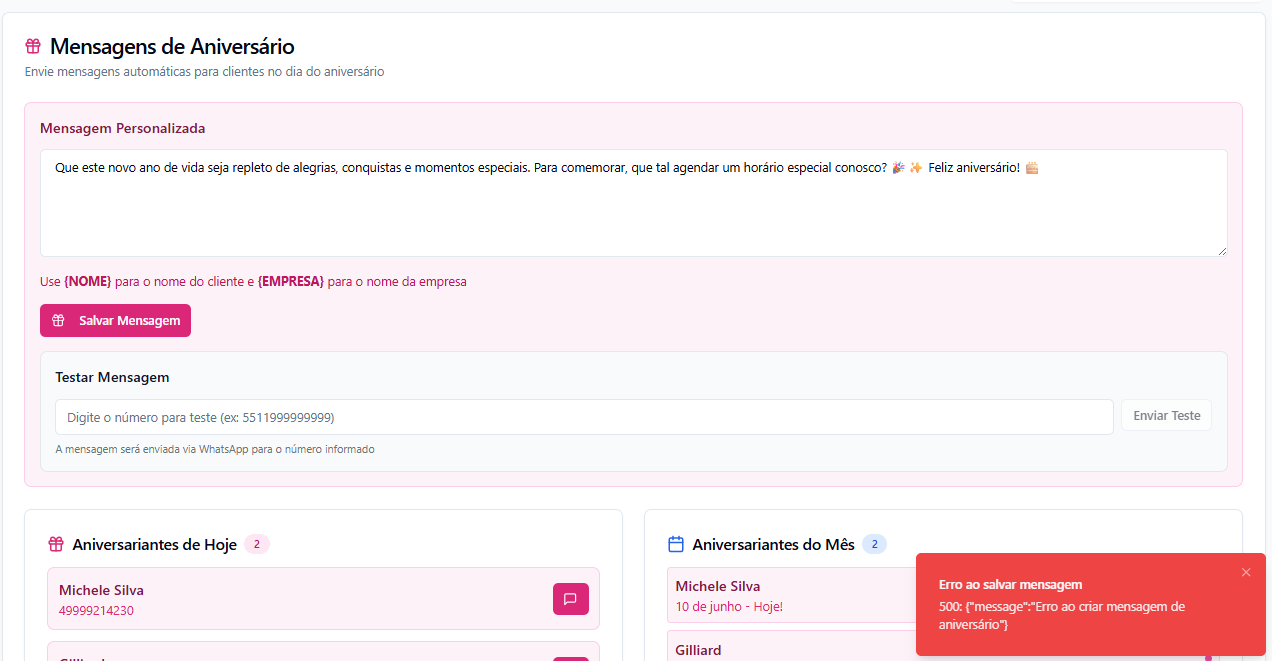 Mensagens de Aniversário
Envie mensagens automáticas para clientes no dia do aniversário
Mensagem Personalizada
Que este novo ano de vida seja repleto de alegrias, conquistas e momentos especiais. Para comemorar, que tal agendar um horário especial conosco? 🎉 ✨ Feliz aniversário! 🎂
Use {NOME} para o nome do cliente e {EMPRESA} para o nome da empresa
Salvar Mensagem
Testar Mensagem
Digite o número para teste (ex: 5511999999999)
Enviar Teste
A mensagem será enviada via WhatsApp para o número informado
Aniversariantes de Hoje 2
Michele Silva
49999214230
Aniversariantes do Mês 2
Michele Silva
10 de junho - Hoje!
Gilliard
Erro ao salvar mensagem
500: {"message":"Erro ao criar mensagem de
aniversário"}